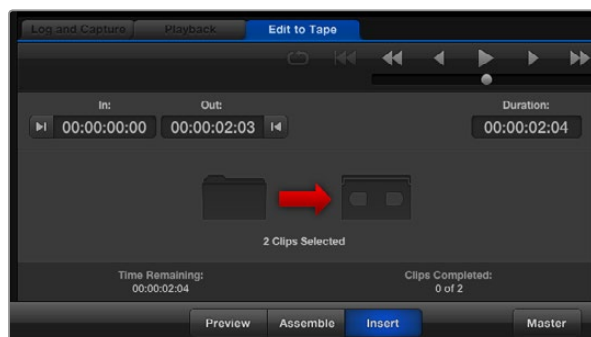 Log and Capture Playback Edit to Tape
In: Out: Duration:
00:00:00:00 00:00:02:03 00:00:02:04
2 Clips Selected
Time Remaining: Clips Completed:
00:00:02:04 0 of 2
Preview Assemble Insert Master